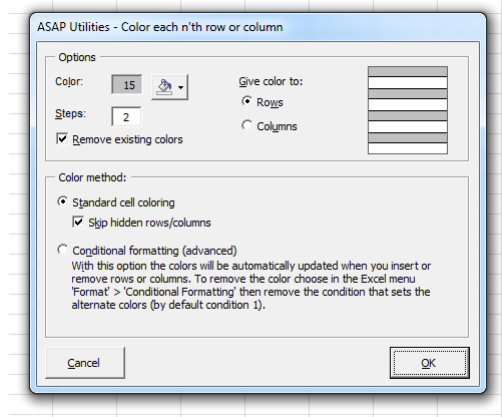 ASAP Utilities - Color each n'th row or column
Options
Color:
15
Give color to:
Rows
Steps:
2
Columns
Remove existing colors
Color method:
Standard cell coloring
Skip hidden rows/columns
Conditional formatting (advanced)
With this option the colors will be automatically updated when you insert or
remove rows or columns. To remove the color choose in the Excel menu
'Format' > 'Conditional Formatting' then remove the condition that sets the
alternate colors (by default condition 1).
Cancel
OK